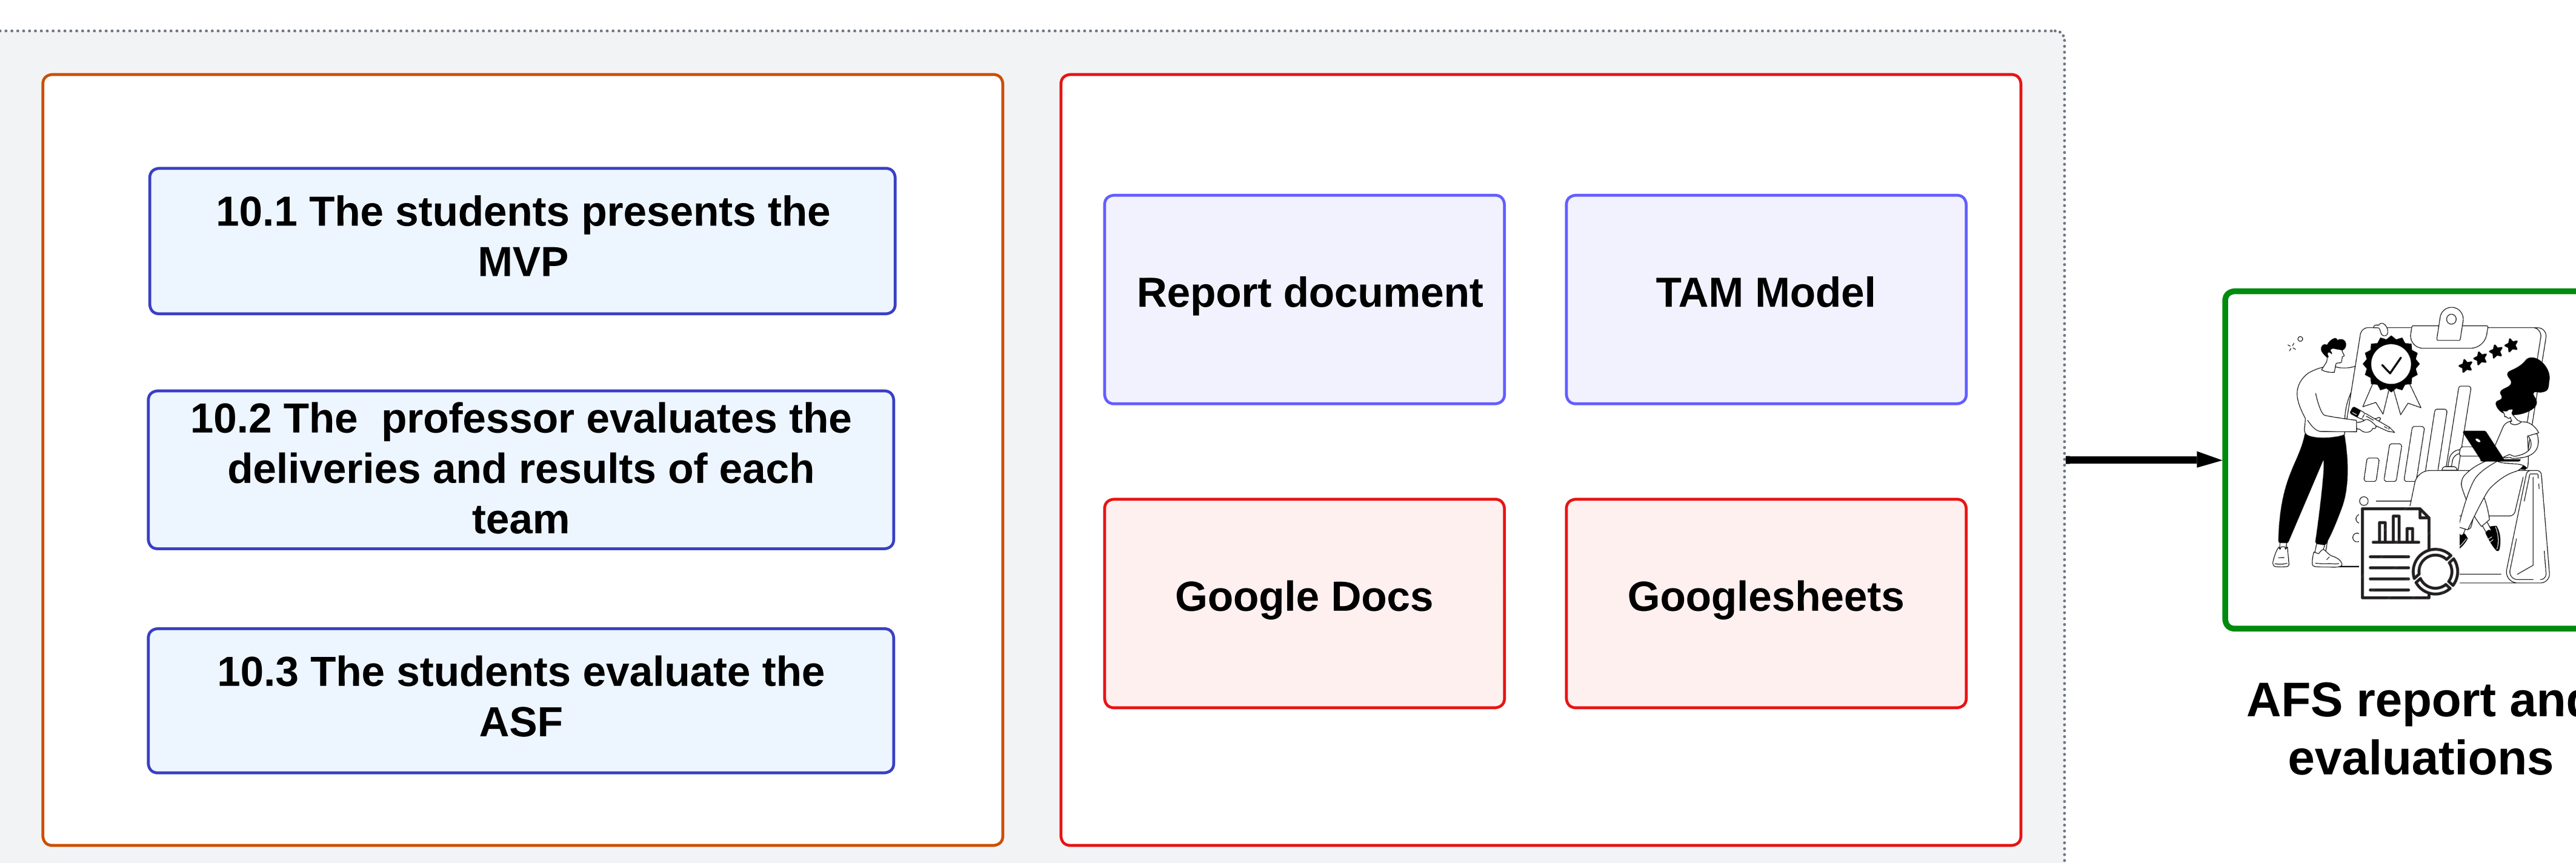 10.1 The students presents the
MVP
10.2 The  professor evaluates the
deliveries and results of each
team
10.3 The students evaluate the
ASF
Report document
TAM Model
Google Docs
Googlesheets
AFS report and
evaluations